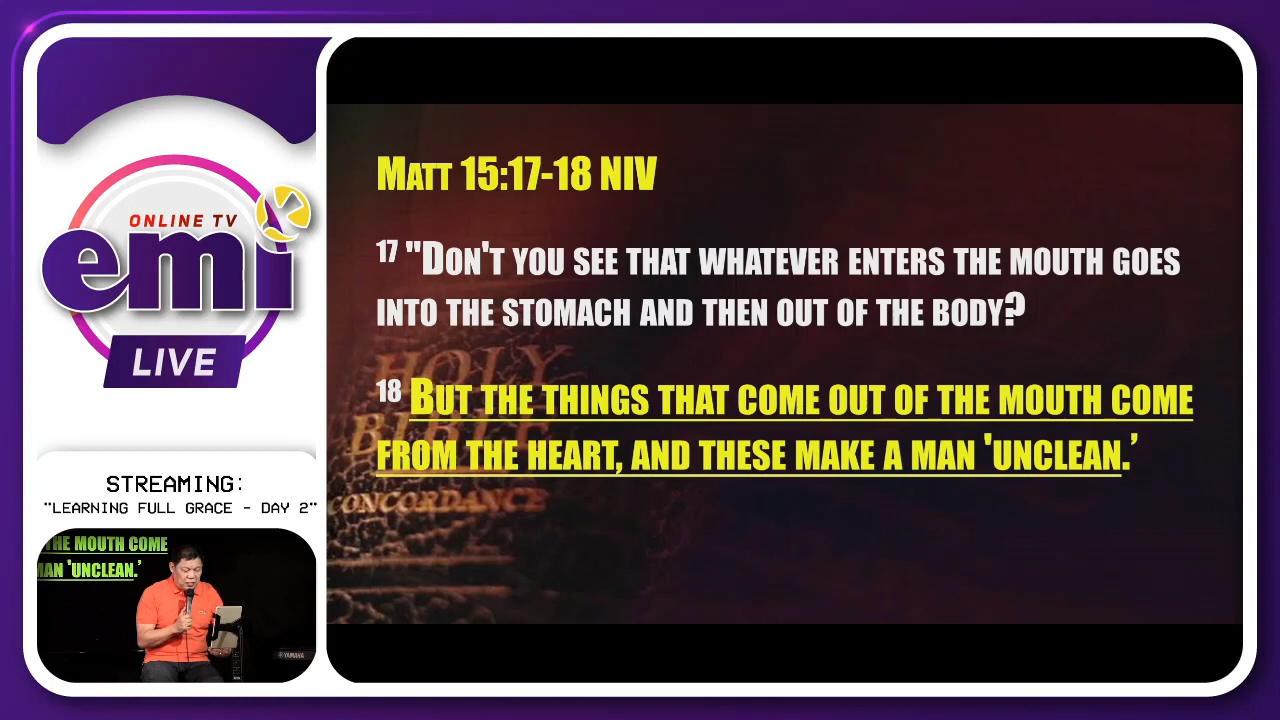 ONLINE TV
emi
LIVE
STREAMING:
"LEARNING FULL GRACE - DAY 2"
THE MOUTH COME
MAN 'UNCLEAN.’
YAMAHA
MATT 15:17-18 NIV
17 "DON'T YOU SEE THAT WHATEVER ENTERS THE MOUTH GOES
INTO THE STOMACH AND THEN OUT OF THE BODY?
18 BUT THE THINGS THAT COME OUT OF THE MOUTH COME
FROM THE HEART, AND THESE MAKE A MAN 'UNCLEAN.’
HOLY
BIBLE
CONCORDANCE